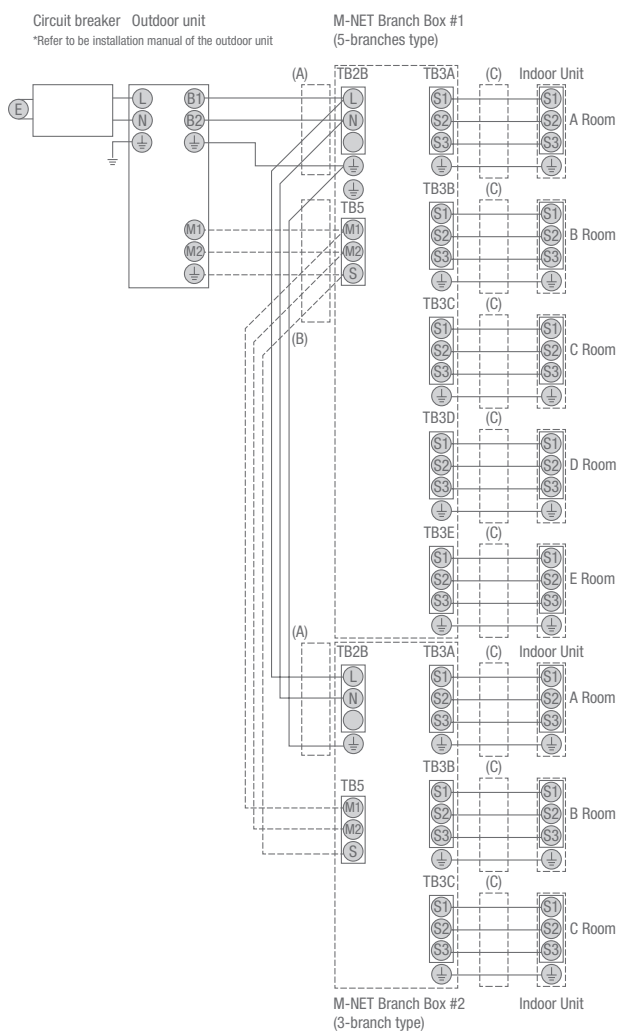 Circuit breaker Outdoor unit
*Refer to be installation manual of the outdoor unit
M-NET Branch Box #1
(5-branches type)
(A) TB2B TB3A (C) Indoor Unit
E L B1 L S1 S1
N B2 N S2 S2 A Room
S3 S3
TB3B (C)
TB5 S1 S1
M1 M1 S2 S2 B Room
M2 M2 S3 S3
S
TB3C (C)
(B) S1 S1
S2 S2 C Room
S3 S3
TB3D (C)
S1 S1
S2 S2 D Room
S3 S3
TB3E (C)
S1 S1
S2 S2 E Room
S3 S3
(A)
TB2B TB3A (C) Indoor Unit
L S1 S1
N S2 S2 A Room
S3 S3
TB3B (C)
TB5 S1 S1
M1 S2 S2 B Room
M2 S3 S3
S
TB3C (C)
S1 S1
S2 S2 C Room
S3 S3
M-NET Branch Box #2 Indoor Unit
(3-branch type)